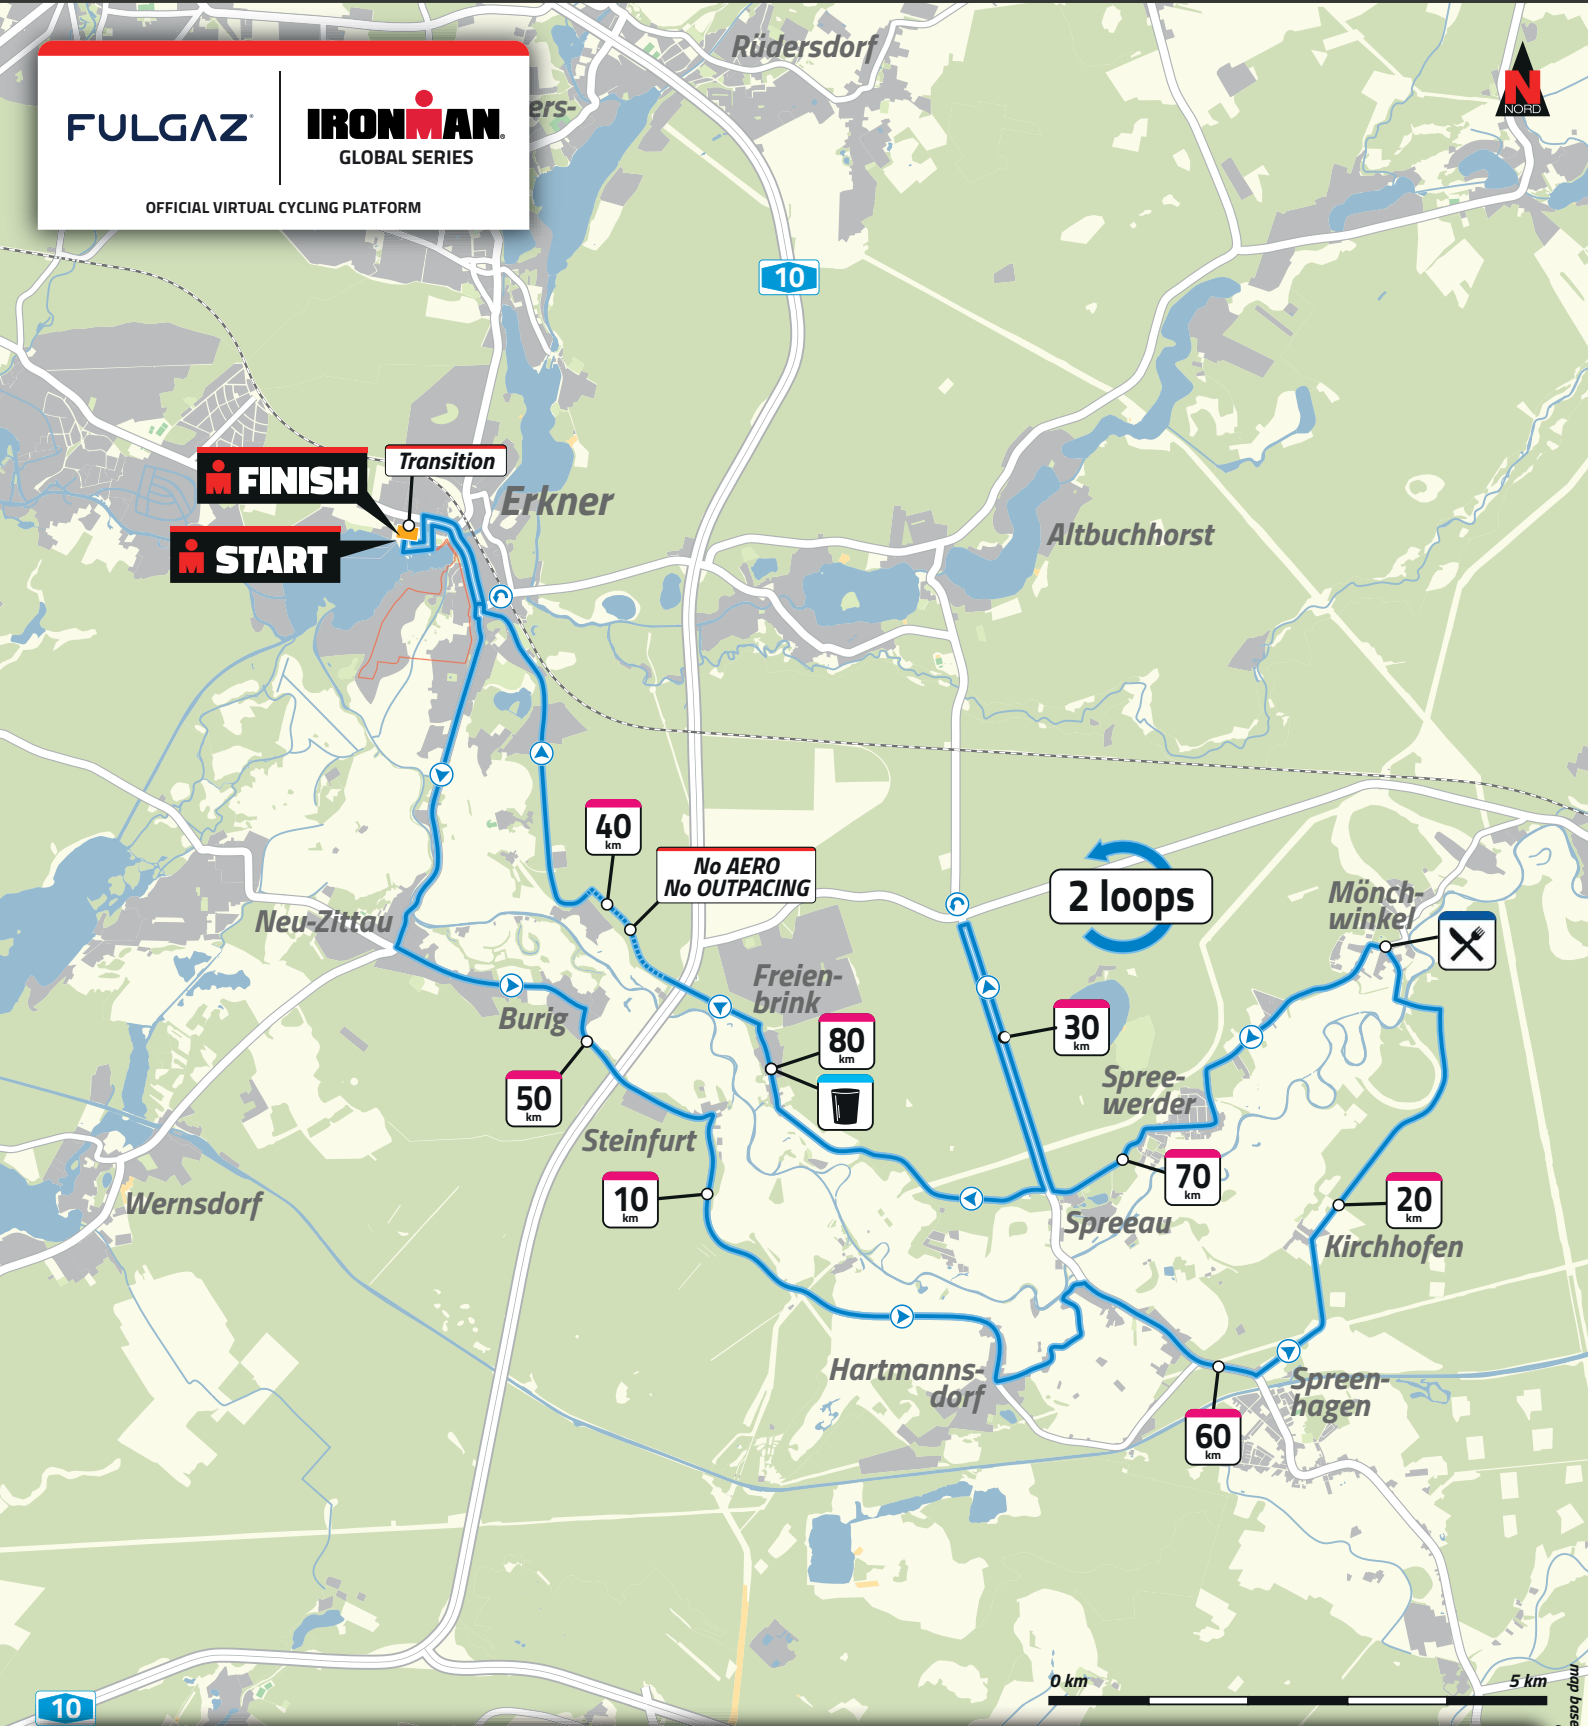 Rüdersdorf
ers-
FULGAZ
IRONMAN
GLOBAL SERIES
OFFICIAL VIRTUAL CYCLING PLATFORM
N
NORD
10
FINISH
Transition
Erkner
START
Altbuchhorst
40
km
No AERO
No OUTPACING
2 loops
Mönch-
winkel
Neu-Zittau
Freien-
brink
Burig
80
km
30
km
50
km
Spree-
werder
Steinfurt
70
km
10
km
20
km
Wernsdorf
Spreeau
Kirchhofen
Hartmanns-
dorf
Spreen-
hagen
60
km
0 km
5 km
map base
10